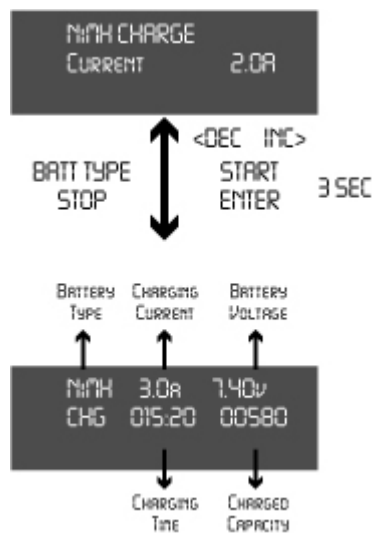 NiMH CHARGE
CURRENT 2.0A
<DEC INC>
BATT TYPE START
STOP ENTER 3 SEC
BATTERY CHARGING BATTERY
TYPE CURRENT VOLTAGE
NiMH 3.0A 7.40V
CHG 015:20 00580
CHARGING CHARGED
TIME CAPACITY